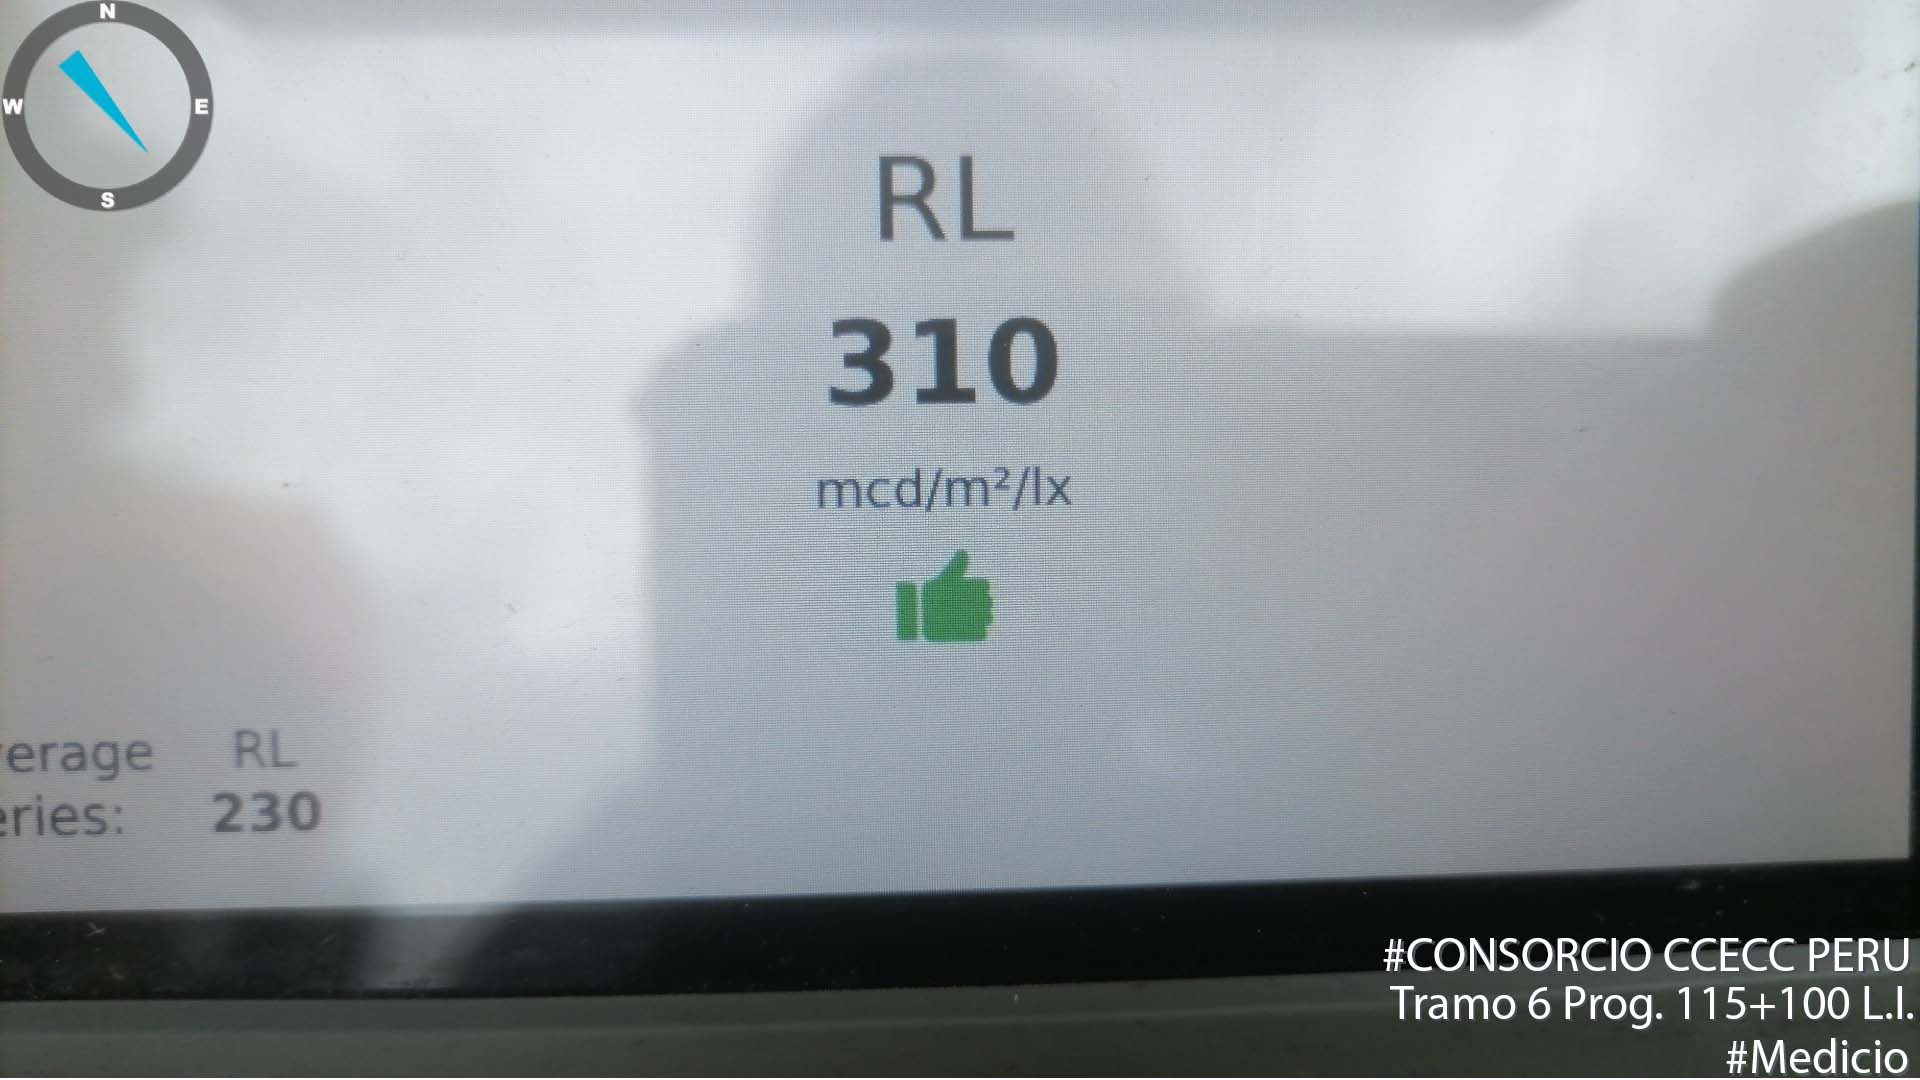 N
W E
S
RL
310
mcd/m²/lx
erage RL
eries: 230
#CONSORCIO CCECC PERU
Tramo 6 Prog. 115+100 L.I.
#Medicio